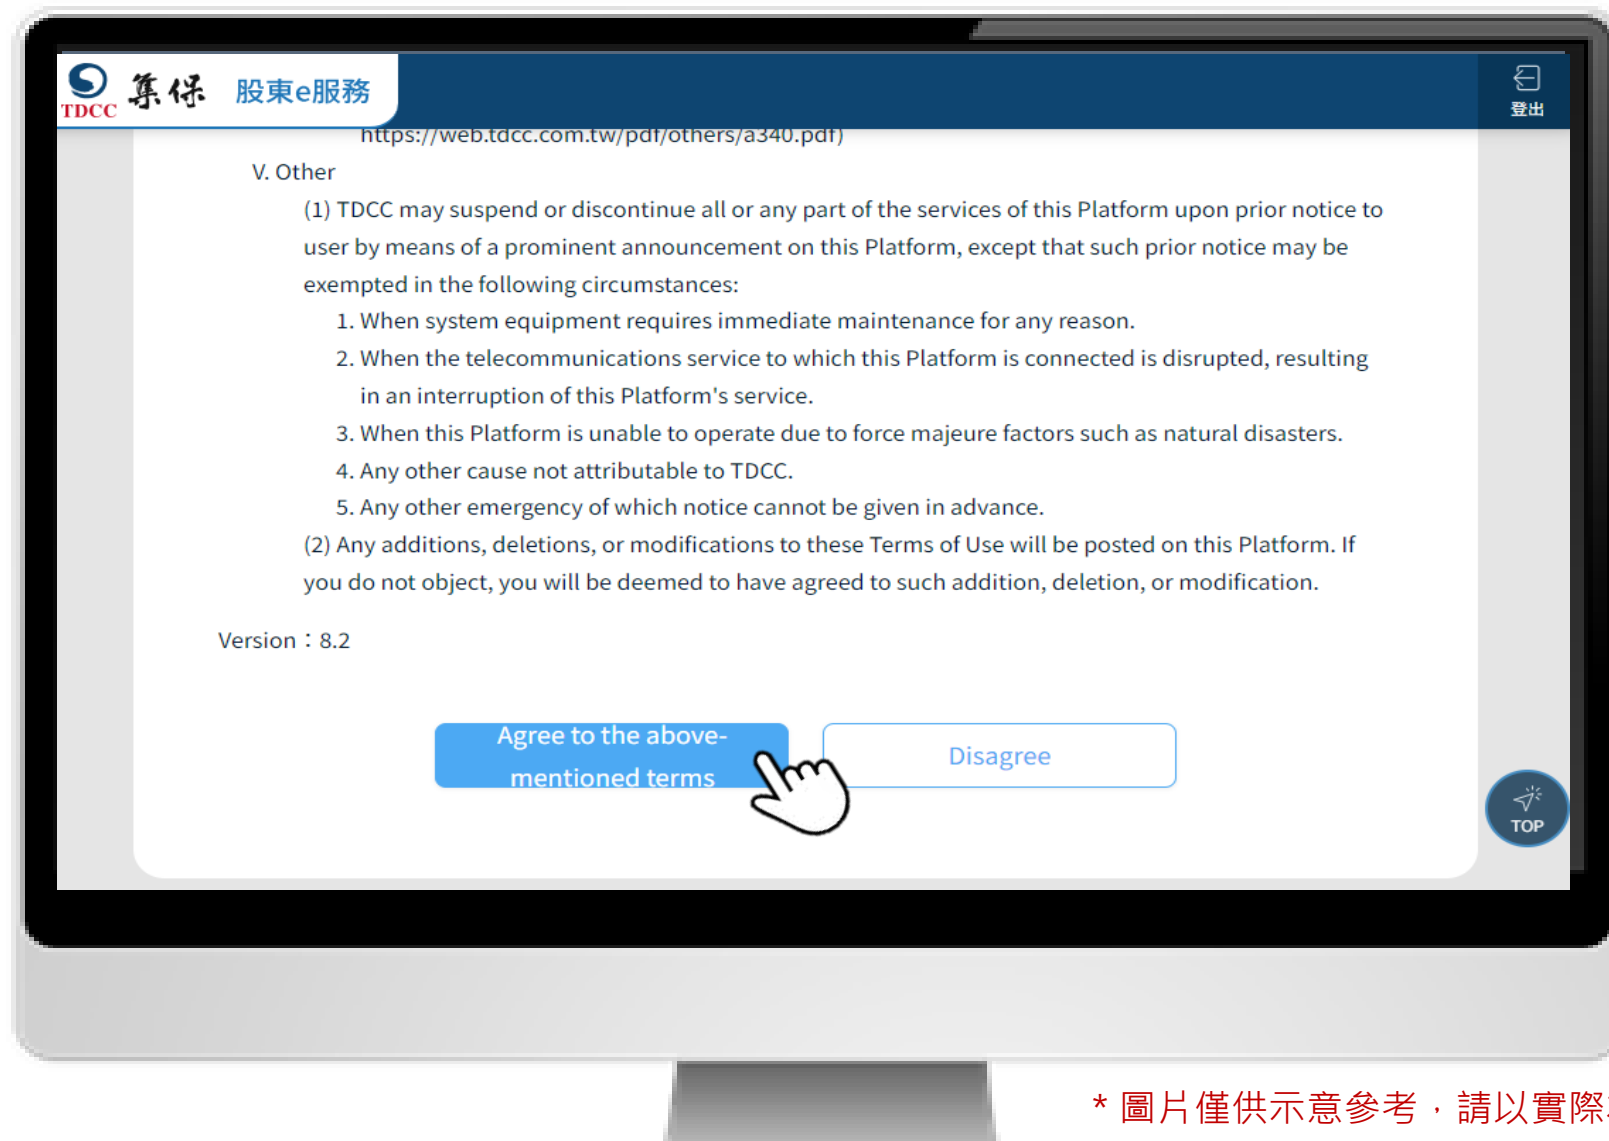 TDCC 集保 股東e服務
登出
https://web.tdcc.com.tw/pdf/others/a340.pdf)
V. Other
(1) TDCC may suspend or discontinue all or any part of the services of this Platform upon prior notice to
user by means of a prominent announcement on this Platform, except that such prior notice may be
exempted in the following circumstances:
1. When system equipment requires immediate maintenance for any reason.
2. When the telecommunications service to which this Platform is connected is disrupted, resulting
in an interruption of this Platform's service.
3. When this Platform is unable to operate due to force majeure factors such as natural disasters.
4. Any other cause not attributable to TDCC.
5. Any other emergency of which notice cannot be given in advance.
(2) Any additions, deletions, or modifications to these Terms of Use will be posted on this Platform. If
you do not object, you will be deemed to have agreed to such addition, deletion, or modification.
Version：8.2
Agree to the above-
mentioned terms
Disagree
TOP
*圖片僅供示意參考，請以實際